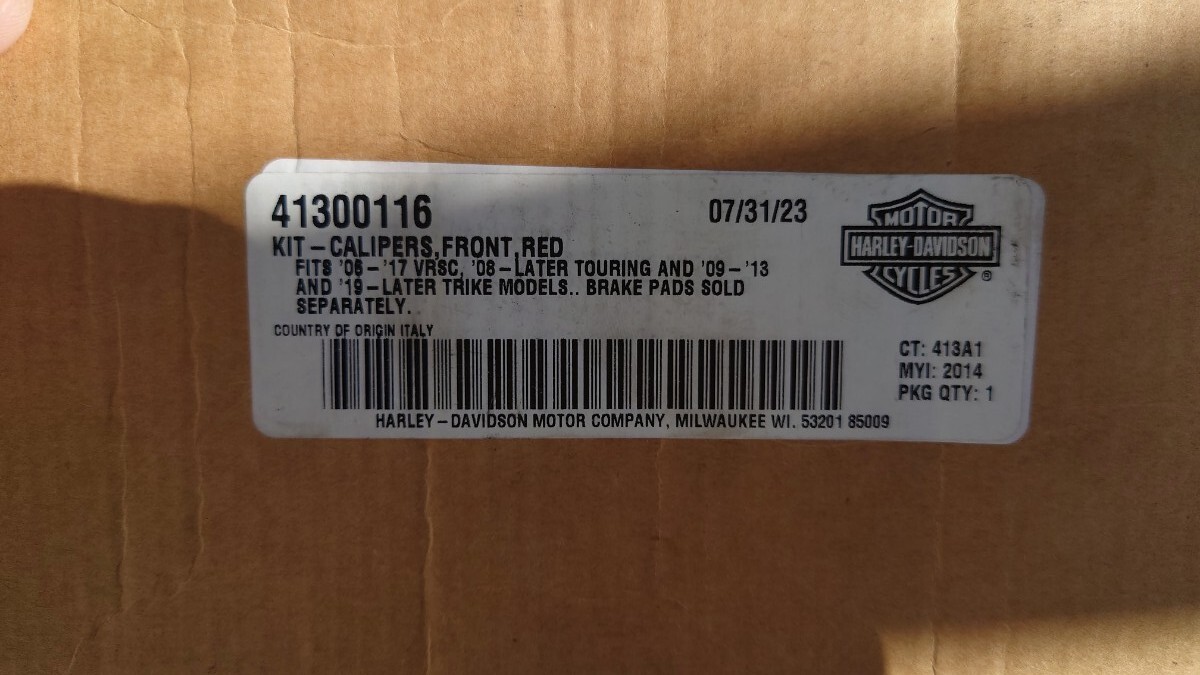 41300116
07/31/23
KIT-CALIPERS,FRONT,RED
FITS '06-'17 VRSC, '08-LATER TOURING AND '09-'13
AND '19-LATER TRIKE MODELS.. BRAKE PADS SOLD
SEPARATELY.
COUNTRY OF ORIGIN ITALY
MOTOR
HARLEY-DAVIDSON
CYCLES
®
CT: 413A1
MYI: 2014
PKG QTY: 1
HARLEY-DAVIDSON MOTOR COMPANY, MILWAUKEE WI. 53201 85009